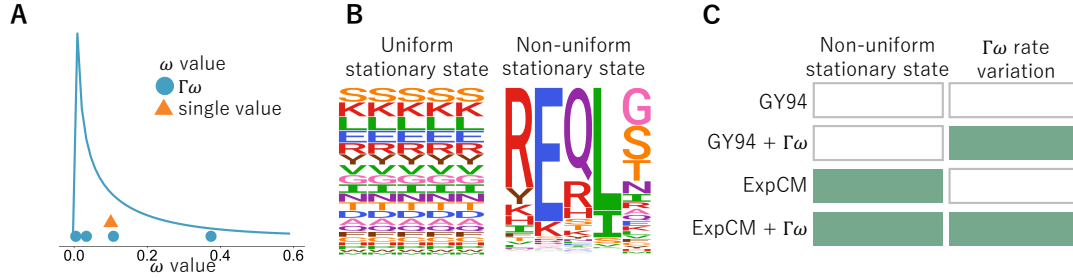 A
ω value
Γω
single value
0.0 0.2 0.4 0.6
ω value
B
Uniform
stationary state
Non-uniform
stationary state
S S S S S
K K K K K
L L L L L
E E E E E
R R R R R
Y Y Y Y Y
V V V V V
G G G G G
I I I I I
N N N N N
T T T T T
D D D D D
A A A A A
R E Q L G
S
Y R T
K N
H K H I I
C
Non-uniform
stationary state
Γω rate
variation
GY94
GY94 + Γω
ExpCM
ExpCM + Γω